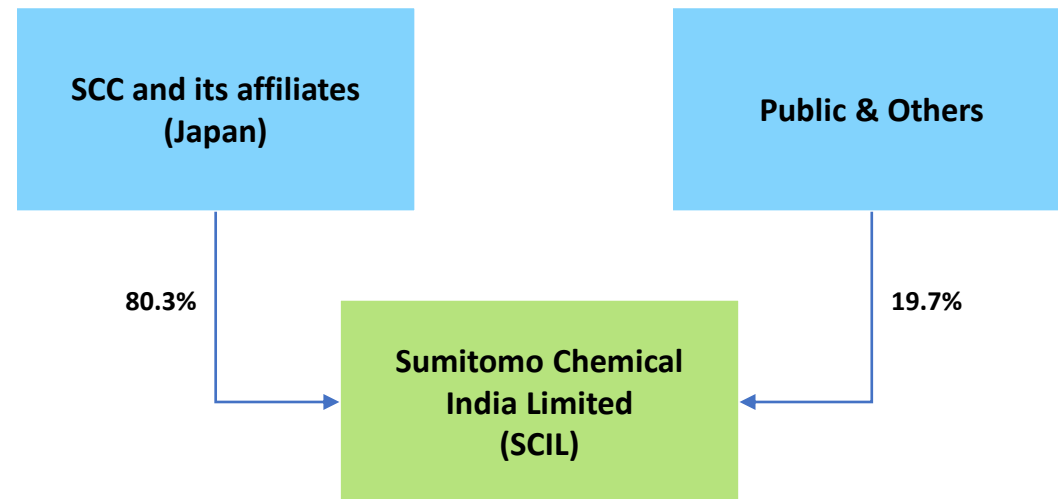 SCC and its affiliates
(Japan)
Public & Others
80.3%
19.7%
Sumitomo Chemical
India Limited
(SCIL)